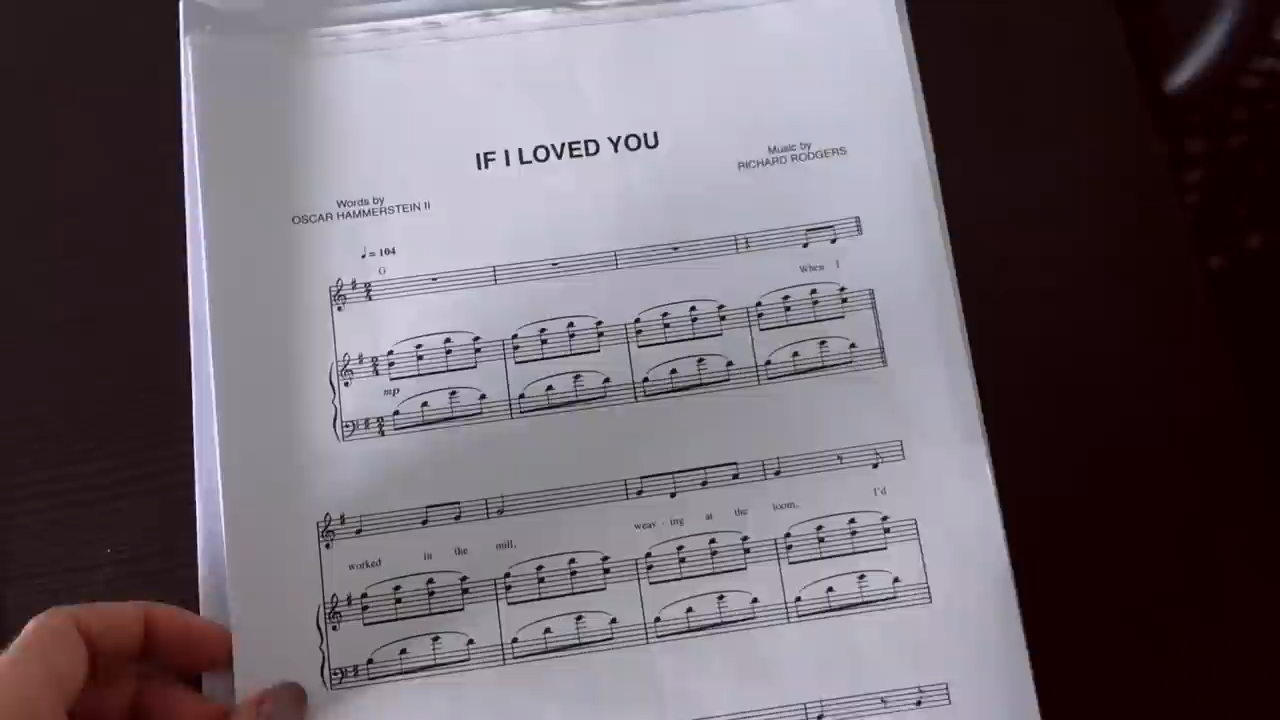 IF I LOVED YOU
Words by
OSCAR HAMMERSTEIN II
Music by
RICHARD RODGERS
♩ = 104
G
When I
mp
worked in the mill,
weav - ing at the loom,
I'd